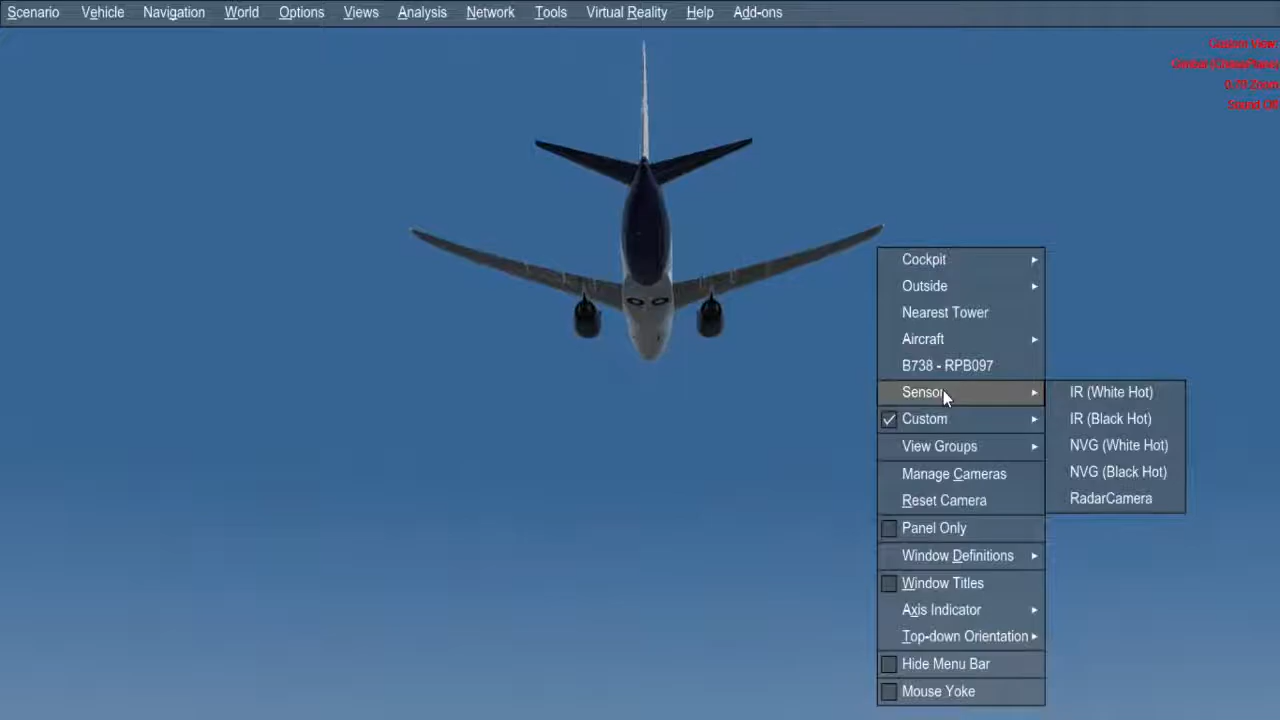 Scenario Vehicle Navigation World Options Views Analysis Network Tools Virtual Reality Help Add-ons
Custom View:
Cockpit
Outside
Nearest Tower
Aircraft
B738 - RPB097
Sensor
IR (White Hot)
Custom
IR (Black Hot)
View Groups
NVG (White Hot)
Manage Cameras
NVG (Black Hot)
Reset Camera
RadarCamera
Panel Only
Window Definitions
Window Titles
Axis Indicator
Top-down Orientation
Hide Menu Bar
Mouse Yoke